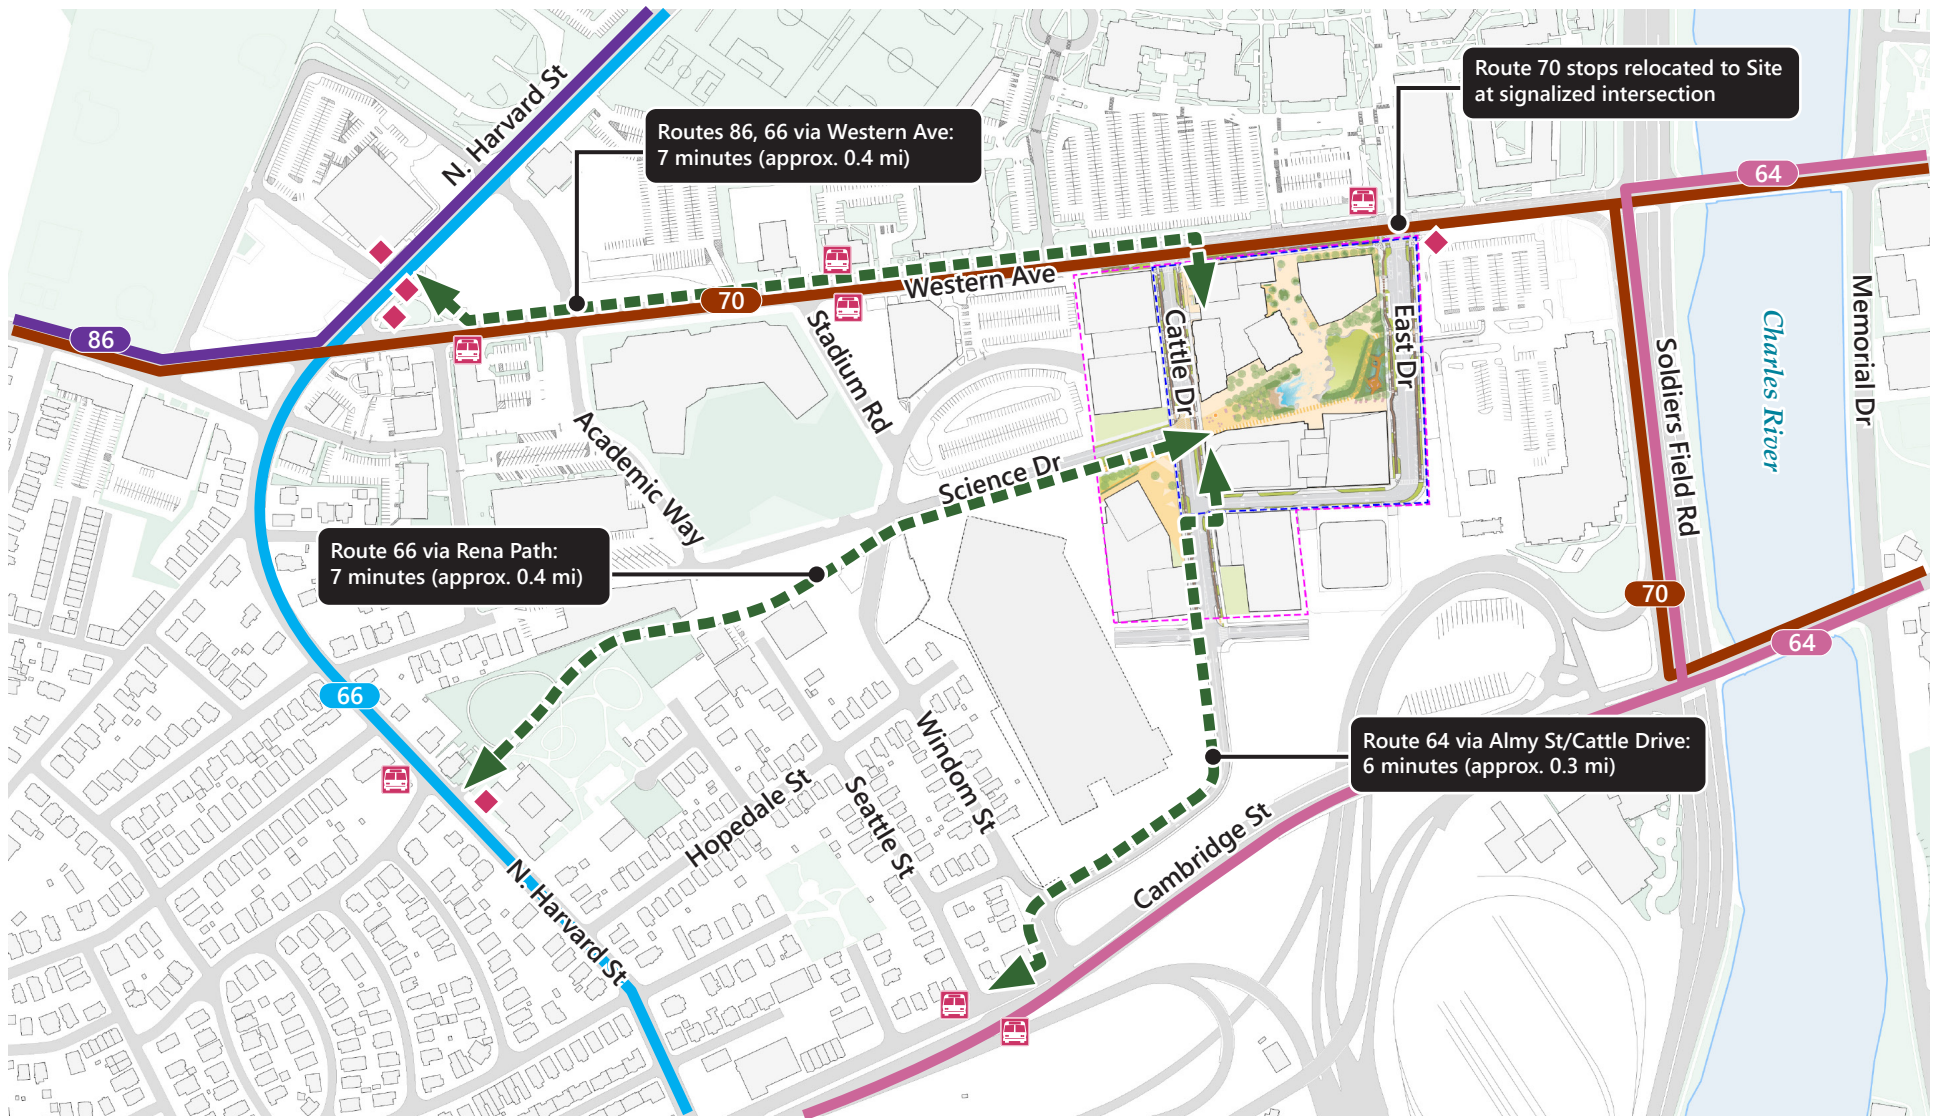 Route 70 stops relocated to Site
at signalized intersection
N. Harvard St
Routes 86, 66 via Western Ave:
7 minutes (approx. 0.4 mi)
64
Western Ave
70
86
Stadium Rd
Cattle Dr
East Dr
Soldiers Field Rd
Charles River
Memorial Dr
Academic Way
Science Dr
Route 66 via Rena Path:
7 minutes (approx. 0.4 mi)
70
64
66
Route 64 via Almy St/Cattle Drive:
6 minutes (approx. 0.3 mi)
Windom St
Hopedale St
Seattle St
Cambridge St
N. Harvard St